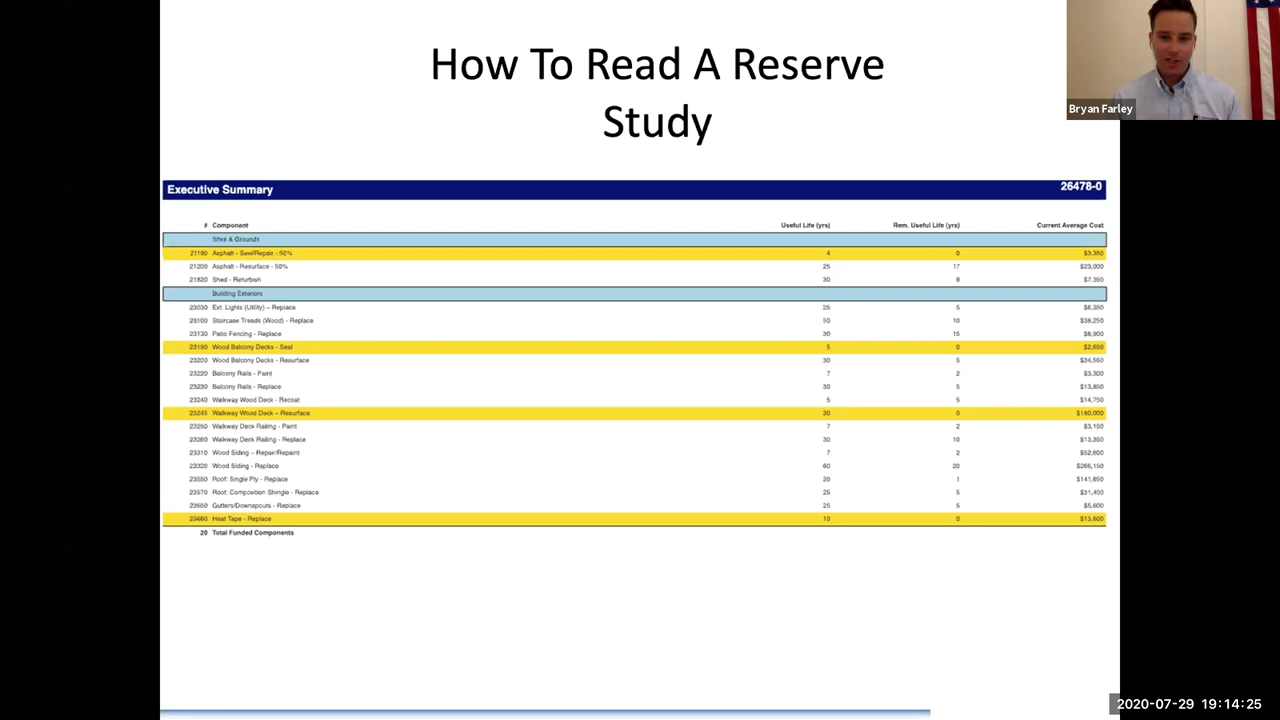 How To Read A Reserve
Study
Bryan Farley
Executive Summary 26478-0
# Component Useful Life (yrs) Rem. Useful Life (yrs) Current Average Cost
Sites & Grounds
21190 Asphalt - Seal/Repair - 50% 4 0 $3,350
21200 Asphalt - Resurface - 50% 25 17 $23,000
21820 Shed - Refurbish 30 8 $7,350
Building Exteriors
23030 Ext. Lights (Utility) – Replace 25 5 $6,350
23100 Staircase Treads (Wood) - Replace 50 10 $38,250
23130 Patio Fencing - Replace 30 15 $8,900
23190 Wood Balcony Decks - Seal 5 0 $2,650
23200 Wood Balcony Decks - Resurface 30 5 $34,550
23220 Balcony Rails - Paint 7 2 $3,300
23230 Balcony Rails - Replace 30 5 $13,850
23240 Walkway Wood Deck - Recoat 5 5 $14,750
23245 Walkway Wood Deck – Resurface 30 0 $180,000
23250 Walkway Deck Railing - Paint 7 2 $3,150
23260 Walkway Deck Railing - Replace 30 10 $13,350
23310 Wood Siding – Repair/Repaint 7 2 $52,600
23320 Wood Siding - Replace 60 20 $266,150
23550 Roof: Single Ply - Replace 20 1 $141,650
23570 Roof: Composition Shingle - Replace 25 5 $31,400
23650 Gutters/Downspouts - Replace 25 5 $5,600
23680 Heat Tape - Replace 10 0 $13,600
20 Total Funded Components
2020-07-29 19:14:25